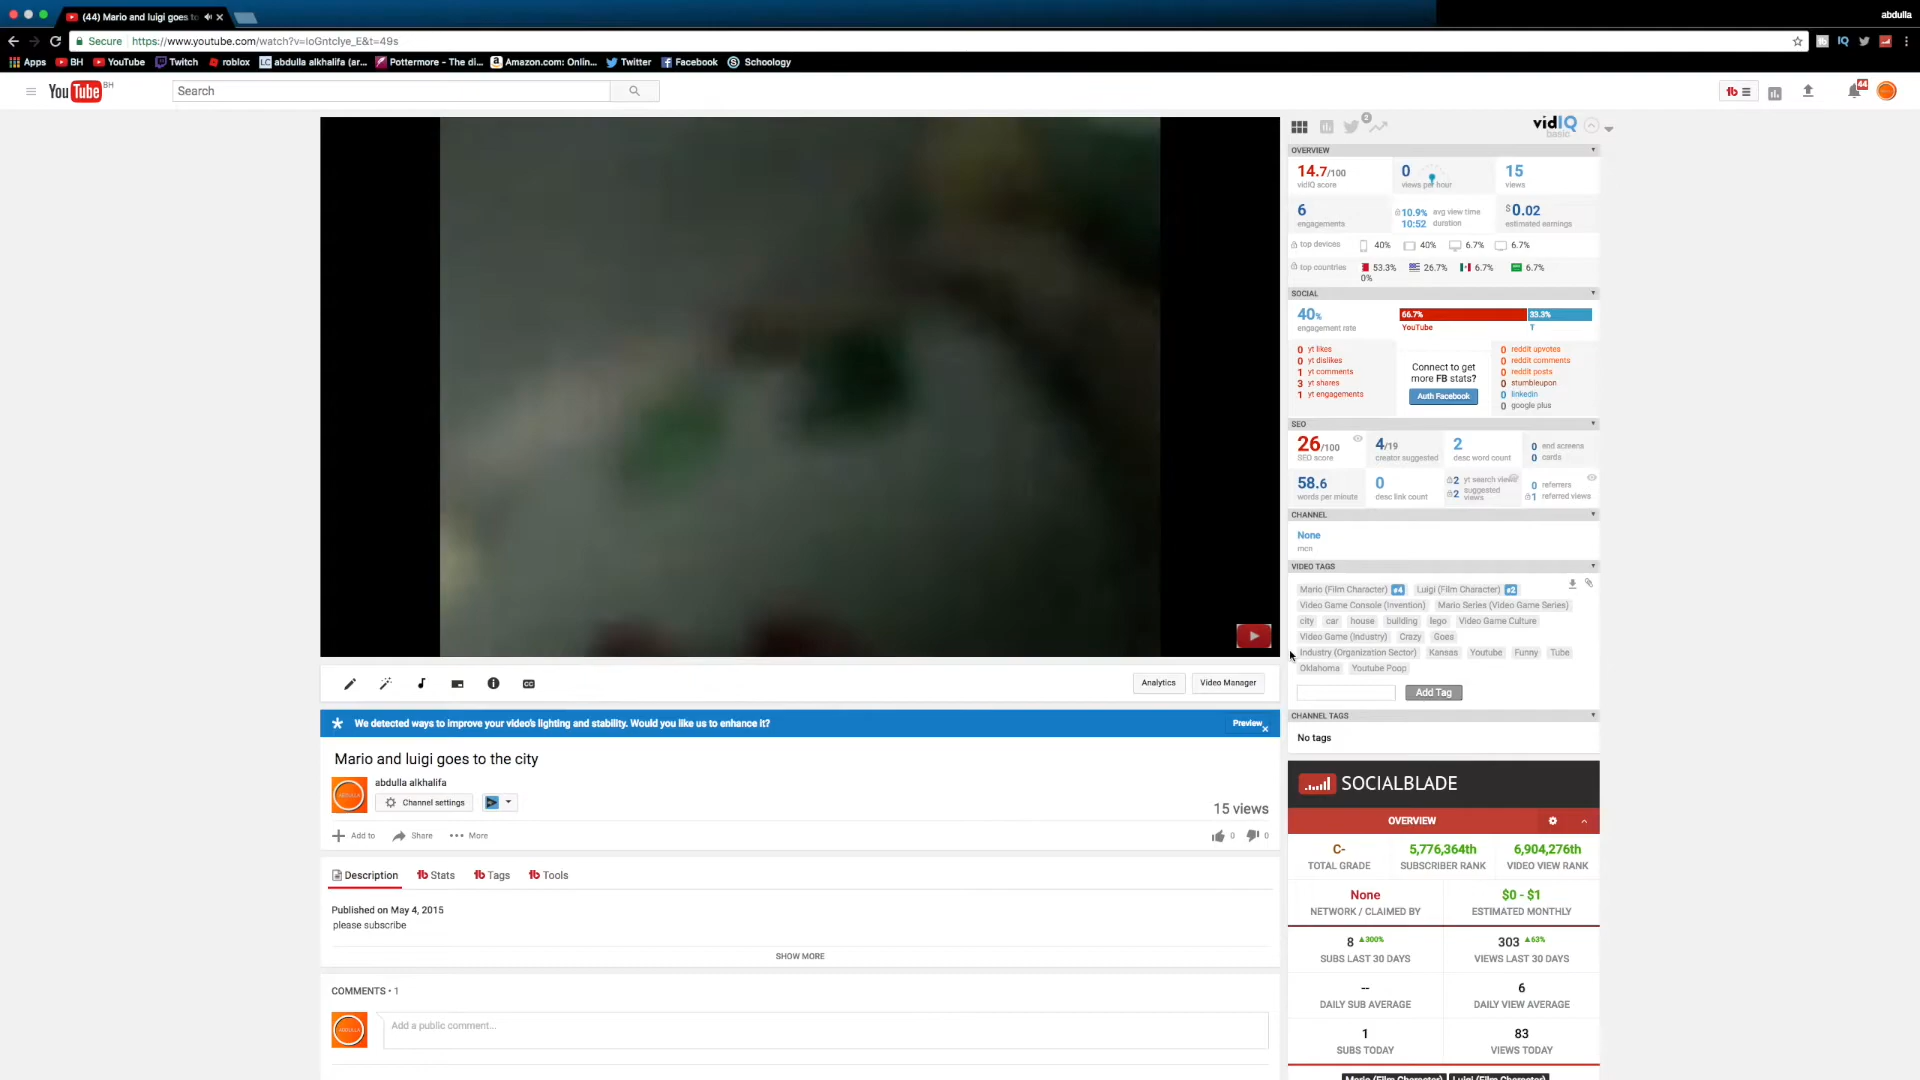 (44) Mario and luigi goes to
abdulla
Secure https://www.youtube.com/watch?v=IoGntclye_E&t=49s
IQ
Apps BH YouTube Twitch roblox LC abdulla alkhalifa (ar... Pottermore - The di... Amazon.com: Onlin... Twitter Facebook Schoology
YouTube BH
Search
tb
44
2
vidIQ
basic
OVERVIEW
14.7/100
vidIQ score
0
views per hour
15
views
6
engagements
10.9% avg view time
10:52 duration
$0.02
estimated earnings
top devices 40% 40% 6.7% 6.7%
top countries 53.3% 26.7% 6.7% 6.7%
0%
SOCIAL
40%
engagement rate
66.7% 33.3%
YouTube T
0 yt likes
0 yt dislikes
1 yt comments
3 yt shares
1 yt engagements
Connect to get
more FB stats?
Auth Facebook
0 reddit upvotes
0 reddit comments
0 reddit posts
0 stumbleupon
0 linkedin
0 google plus
SEO
26/100
SEO score
4/19
creator suggested
2
desc word count
0 end screens
0 cards
58.6
words per minute
0
desc link count
2 yt search views
2 suggested views
0 referrers
1 referred views
CHANNEL
None
mcn
VIDEO TAGS
Mario (Film Character) #4 Luigi (Film Character) #2
Video Game Console (Invention) Mario Series (Video Game Series)
city car house building lego Video Game Culture
Video Game (Industry) Crazy Goes
Industry (Organization Sector) Kansas Youtube Funny Tube
Oklahoma Youtube Poop
Add Tag
CHANNEL TAGS
No tags
Analytics Video Manager
We detected ways to improve your video's lighting and stability. Would you like us to enhance it? Preview
Mario and luigi goes to the city
abdulla alkhalifa
Channel settings
15 views
Add to Share More
0 0
Description tb Stats tb Tags tb Tools
Published on May 4, 2015
please subscribe
SHOW MORE
COMMENTS • 1
Add a public comment...
SOCIALBLADE
OVERVIEW
C-
TOTAL GRADE
5,776,364th
SUBSCRIBER RANK
6,904,276th
VIDEO VIEW RANK
None
NETWORK / CLAIMED BY
$0 - $1
ESTIMATED MONTHLY
8 ▲300%
SUBS LAST 30 DAYS
303 ▲63%
VIEWS LAST 30 DAYS
--
DAILY SUB AVERAGE
6
DAILY VIEW AVERAGE
1
SUBS TODAY
83
VIEWS TODAY
Mario (Film Character) Luigi (Film Character)